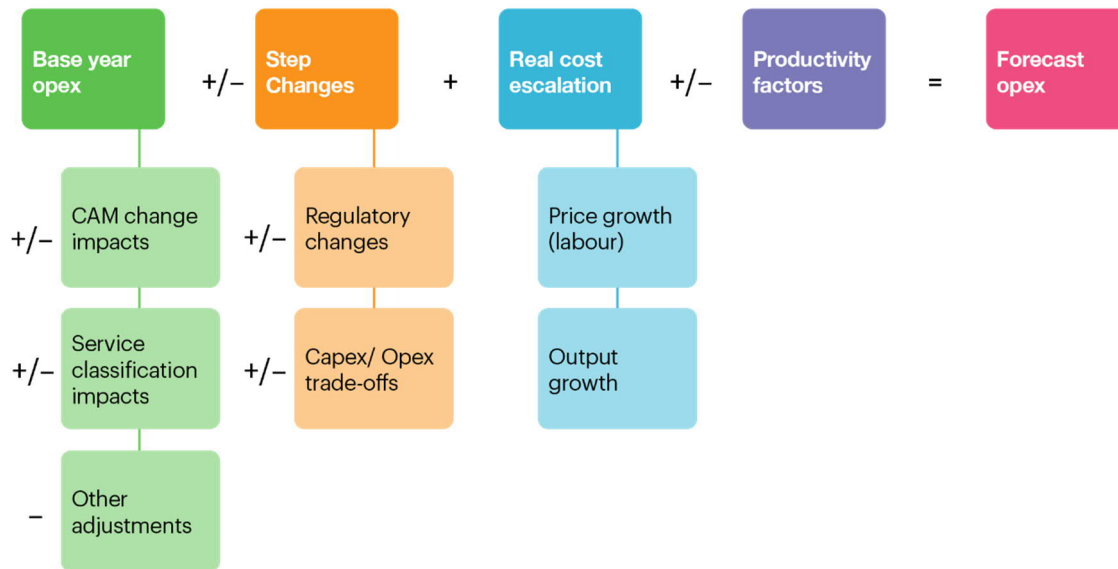 Base year
opex
+/–
Step
Changes
+
Real cost
escalation
+/–
Productivity
factors
=
Forecast
opex
+/–
CAM change
impacts
+/–
Regulatory
changes
Price growth
(labour)
+/–
Service
classification
impacts
+/–
Capex/ Opex
trade-offs
Output
growth
–
Other
adjustments